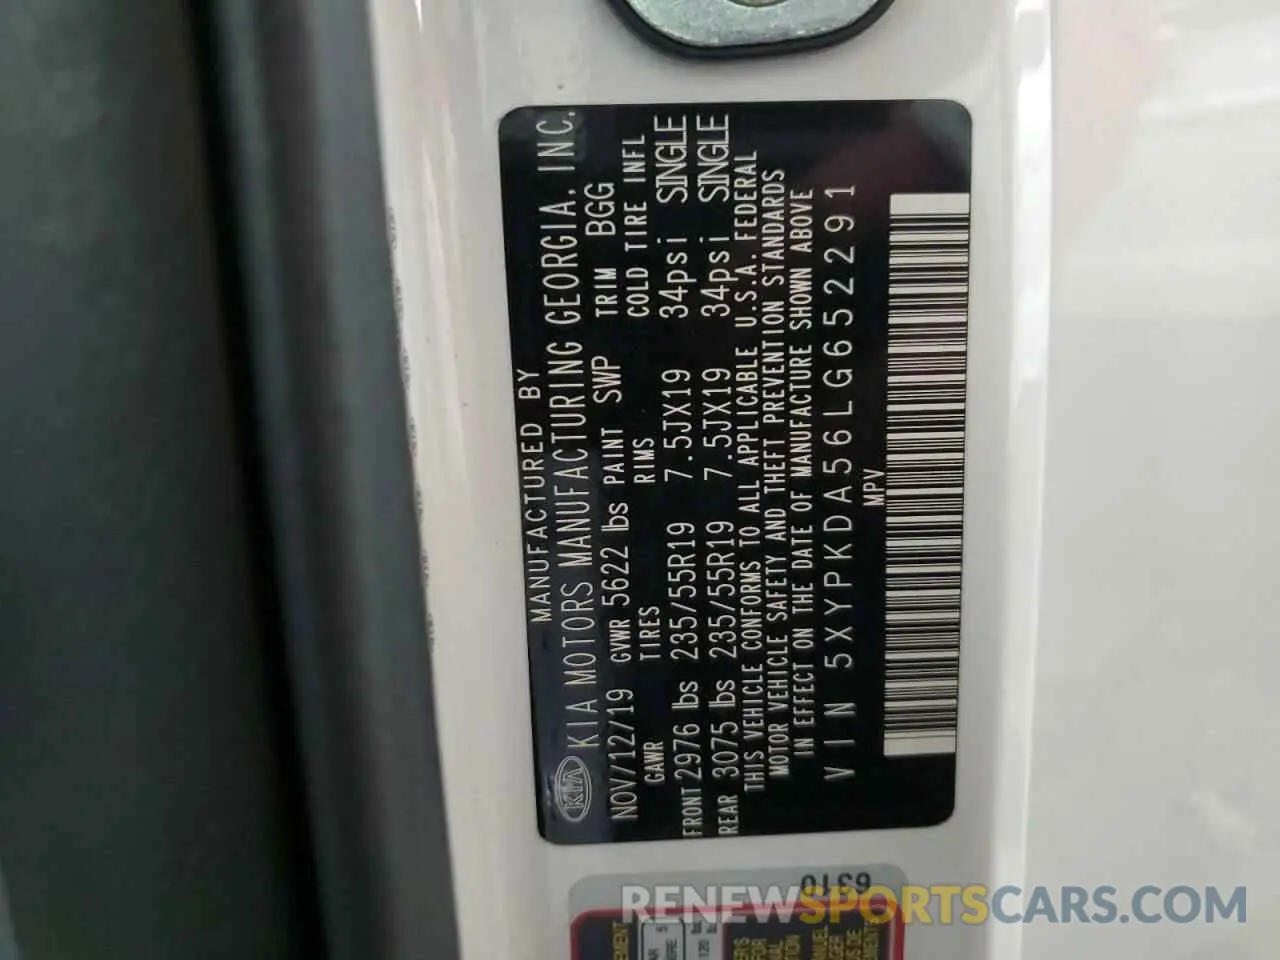 MANUFACTURED BY
KIA KIA MOTORS MANUFACTURING GEORGIA, INC.
NOV/12/19 GVWR 5622 lbs PAINT SWP TRIM BGG
GAWR TIRES RIMS COLD TIRE INFL
FRONT 2976 lbs 235/55R19 7.5JX19 34psi SINGLE
REAR 3075 lbs 235/55R19 7.5JX19 34psi SINGLE
THIS VEHICLE CONFORMS TO ALL APPLICABLE U.S.A. FEDERAL
MOTOR VEHICLE SAFETY AND THEFT PREVENTION STANDARDS
IN EFFECT ON THE DATE OF MANUFACTURE SHOWN ABOVE
VIN 5XYPKDA56LG652291
MPV
6310
RENEWSPORTSCARS.COM